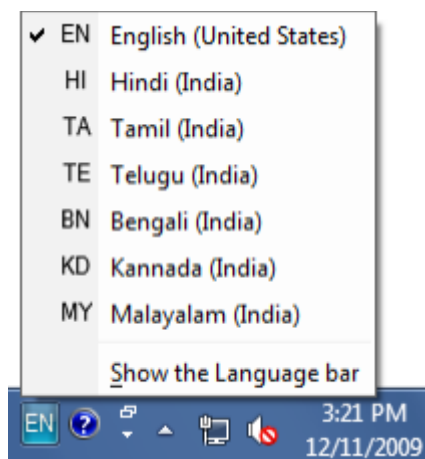 EN English (United States)
HI Hindi (India)
TA Tamil (India)
TE Telugu (India)
BN Bengali (India)
KD Kannada (India)
MY Malayalam (India)
Show the Language bar
EN ? 3:21 PM
12/11/2009